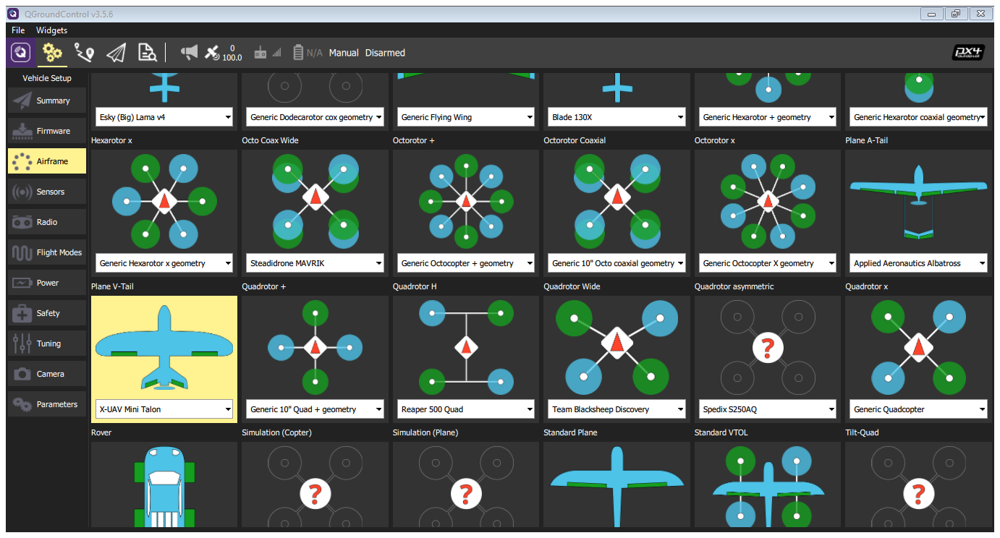 QGroundControl v3.5.6
File Widgets
0
100.0
N/A Manual Disarmed
px4
autopilot
Vehicle Setup
Summary
Firmware
Airframe
Sensors
Radio
Flight Modes
Power
Safety
Tuning
Camera
Parameters
Esky (Big) Lama v4 Generic Dodecarotor cox geometry Generic Flying Wing Blade 130X Generic Hexarotor + geometry Generic Hexarotor coaxial geometry
Hexarotor x Octo Coax Wide Octorotor + Octorotor Coaxial Octorotor x Plane A-Tail
Generic Hexarotor x geometry Steadidrone MAVRIK Generic Octocopter + geometry Generic 10" Octo coaxial geometry Generic Octocopter X geometry Applied Aeronautics Albatross
Plane V-Tail Quadrotor + Quadrotor H Quadrotor Wide Quadrotor asymmetric Quadrotor x
?
X-UAV Mini Talon Generic 10" Quad + geometry Reaper 500 Quad Team Blacksheep Discovery Spedix S250AQ Generic Quadcopter
Rover Simulation (Copter) Simulation (Plane) Standard Plane Standard VTOL Tilt-Quad
? ? ?